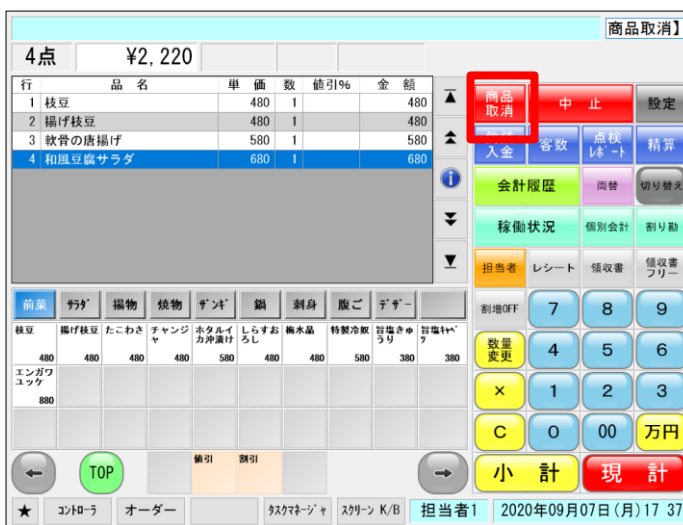 商品取消】
4点 ¥2,220
行 品 名 単 価 数 値引% 金 額
1 枝豆 480 1 480
2 揚げ枝豆 480 1 480
3 軟骨の唐揚げ 580 1 580
4 和風豆腐サラダ 680 1 680
商品
取消
中 止
設定
入金
客数
点検
ﾚﾎﾟｰﾄ
精算
会計履歴
両替
切り替え
稼働状況
個別会計
割り勘
担当者
レシート
領収書
領収書
フリー
前菜 ｻﾗﾀﾞ 揚物 焼物 ｻﾞﾝｷﾞ 鍋 刺身 腹ご ﾃﾞｻﾞｰ
枝豆
480
揚げ枝豆
480
たこわさ
480
チャンジ
ャ
480
ホタルイ
カ沖漬け
580
しらすお
ろし
480
梅水晶
480
特製冷奴
580
旨塩きゅ
うり
380
旨塩ｷｬﾍﾞ
ﾂ
380
エンガワ
ユッケ
880
割増OFF 7 8 9
数量
変更
4 5 6
× 1 2 3
C 0 00 万円
TOP
値引 割引
小 計 現 計
★ ｺﾝﾄﾛｰﾗ オーダー ﾀｽｸﾏﾈｰｼﾞｬ ｽｸﾘｰﾝ K/B 担当者1 2020年09月07日(月)17 37